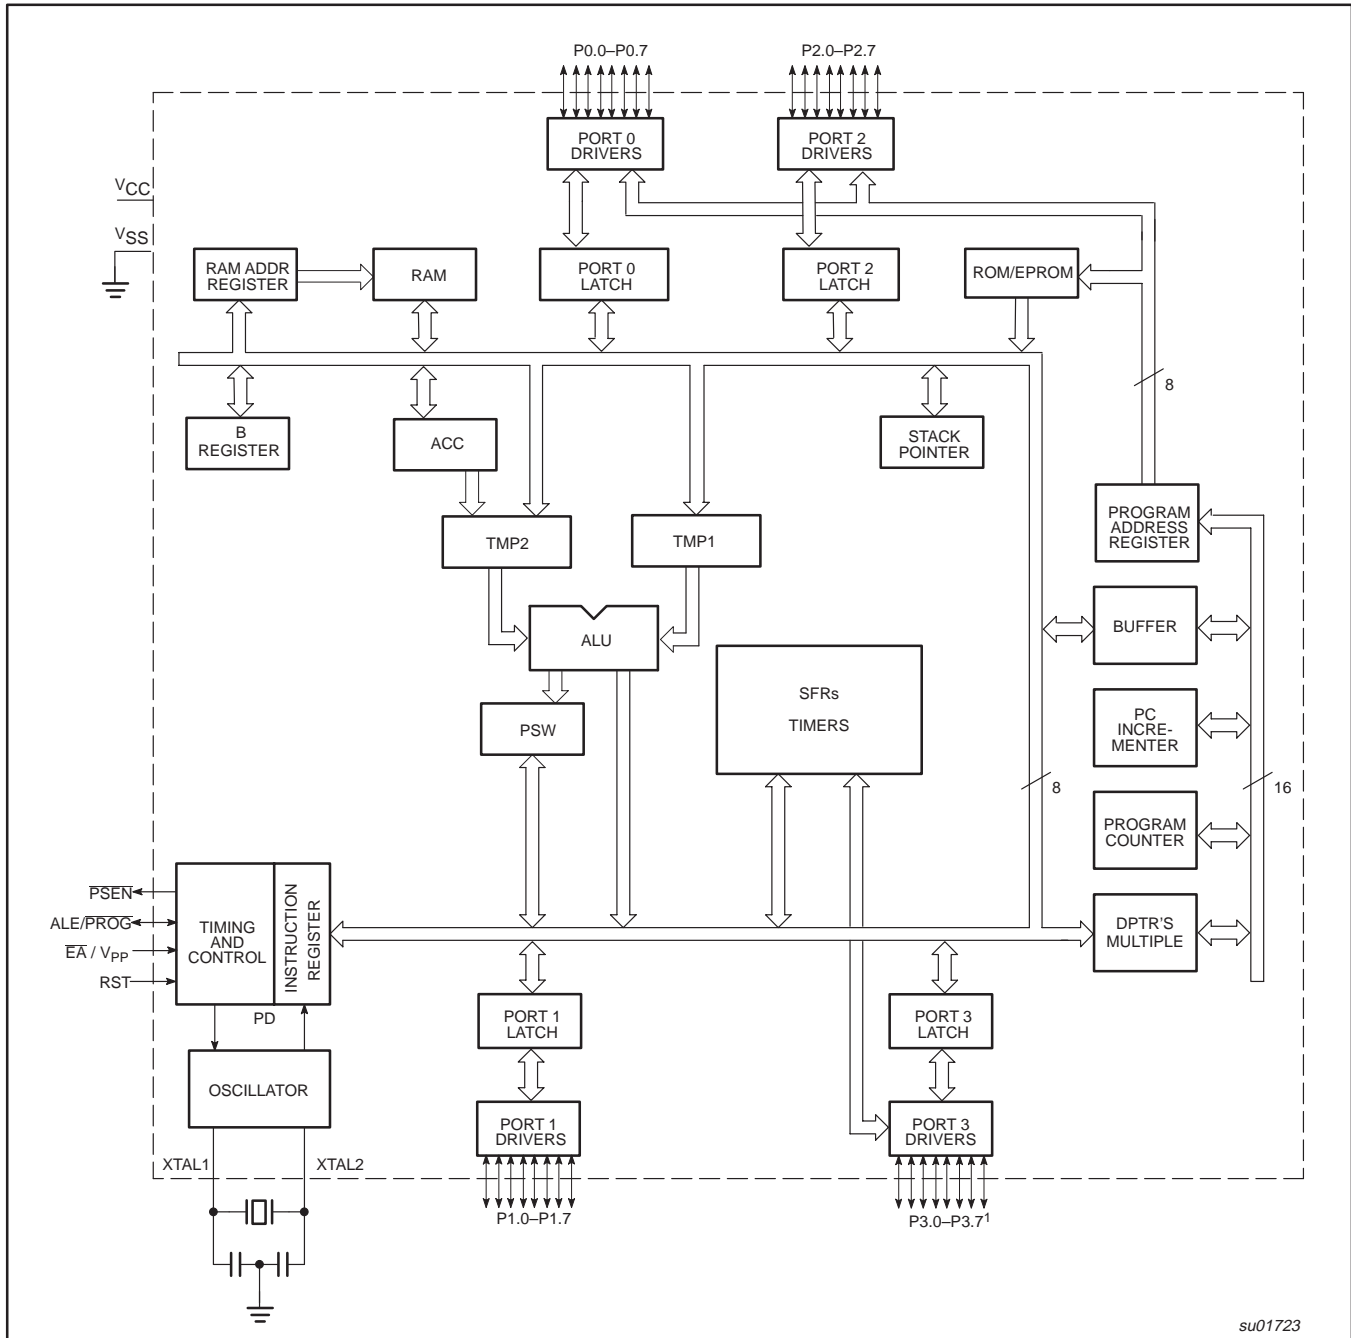 P0.0–P0.7
P2.0–P2.7
PORT 0
DRIVERS
PORT 2
DRIVERS
VCC
VSS
RAM ADDR
REGISTER
RAM
PORT 0
LATCH
PORT 2
LATCH
ROM/EPROM
8
B
REGISTER
ACC
STACK
POINTER
PROGRAM
ADDRESS
REGISTER
TMP2
TMP1
ALU
BUFFER
SFRs
TIMERS
PSW
PC
INCRE-
MENTER
8
16
PROGRAM
COUNTER
PSEN
ALE/PROG
EA / VPP
RST
TIMING
AND
CONTROL
INSTRUCTION
REGISTER
DPTR'S
MULTIPLE
PD
PORT 1
LATCH
PORT 3
LATCH
OSCILLATOR
PORT 1
DRIVERS
PORT 3
DRIVERS
XTAL1
XTAL2
P1.0–P1.7
P3.0–P3.7¹
su01723